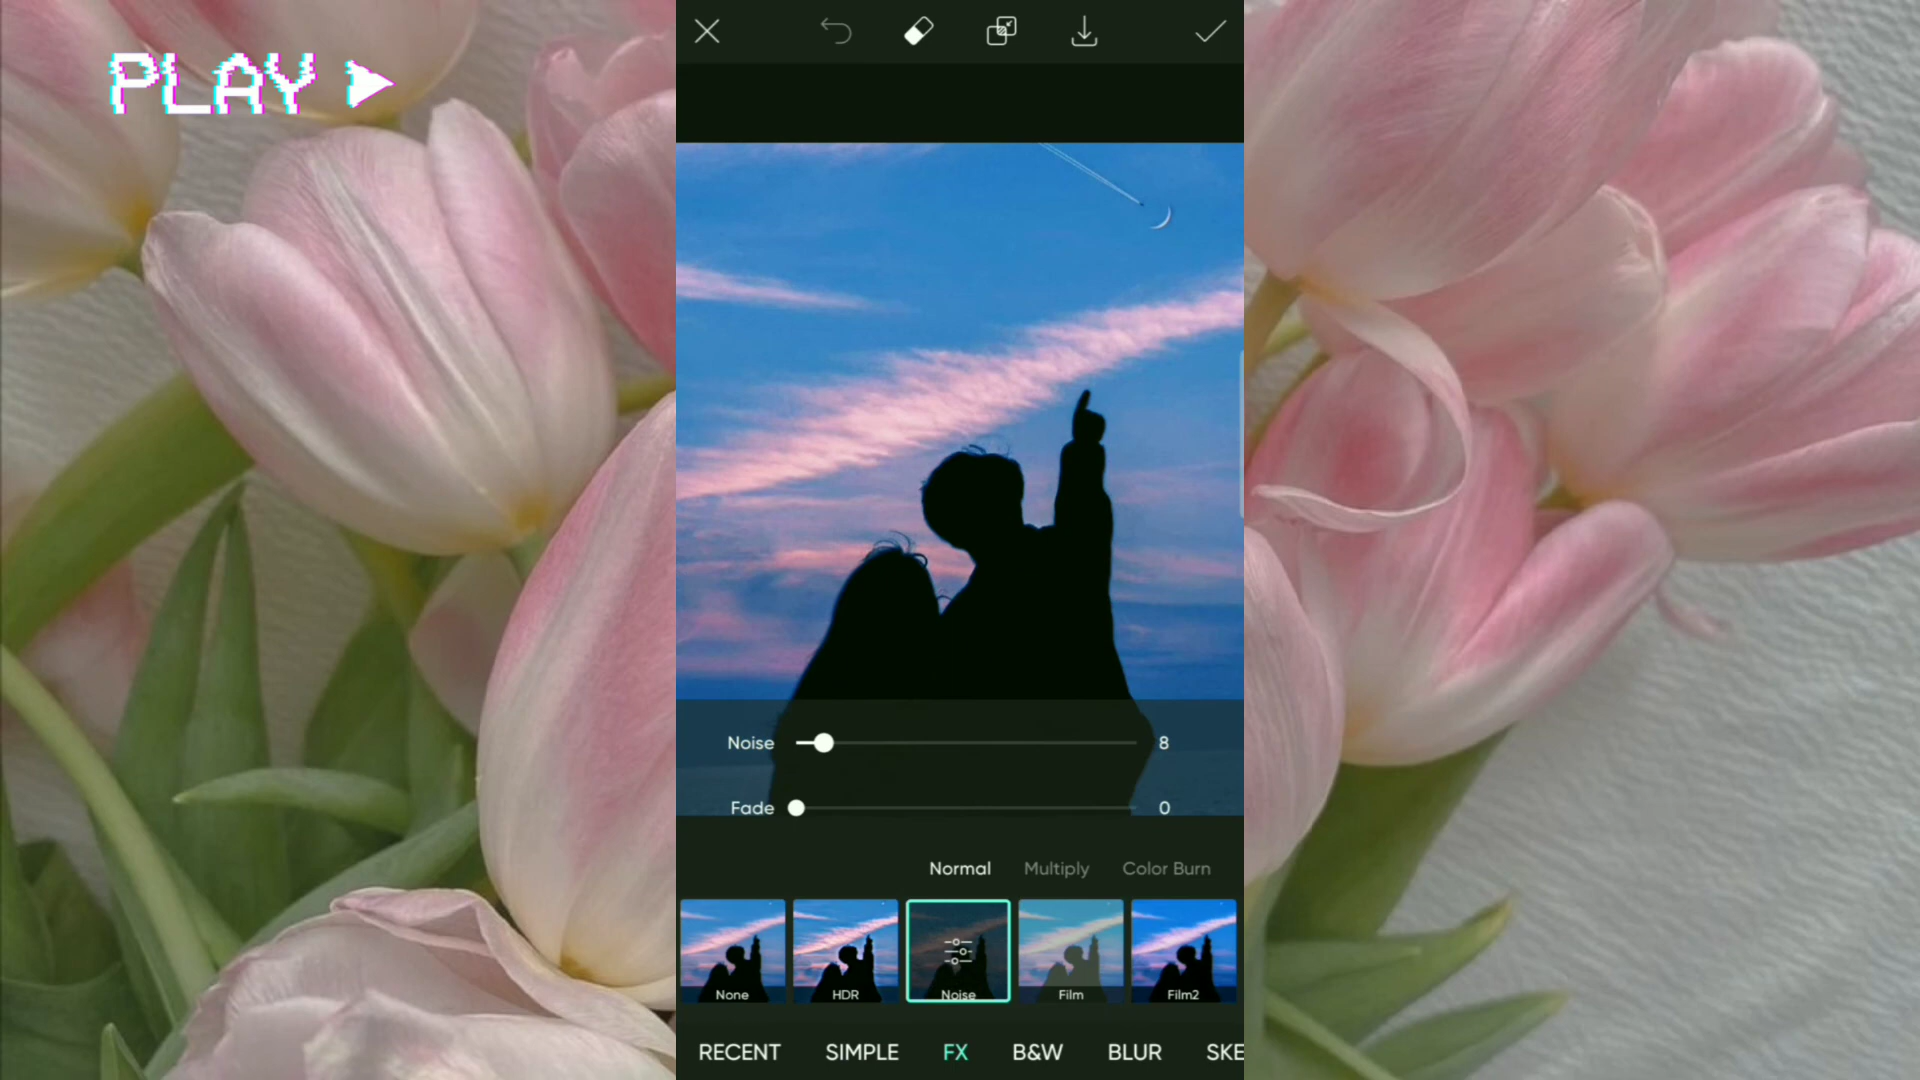 PLAY
Noise 8
Fade 0
Normal Multiply Color Burn
None HDR Noise Film Film2
RECENT SIMPLE FX B&W BLUR SKE